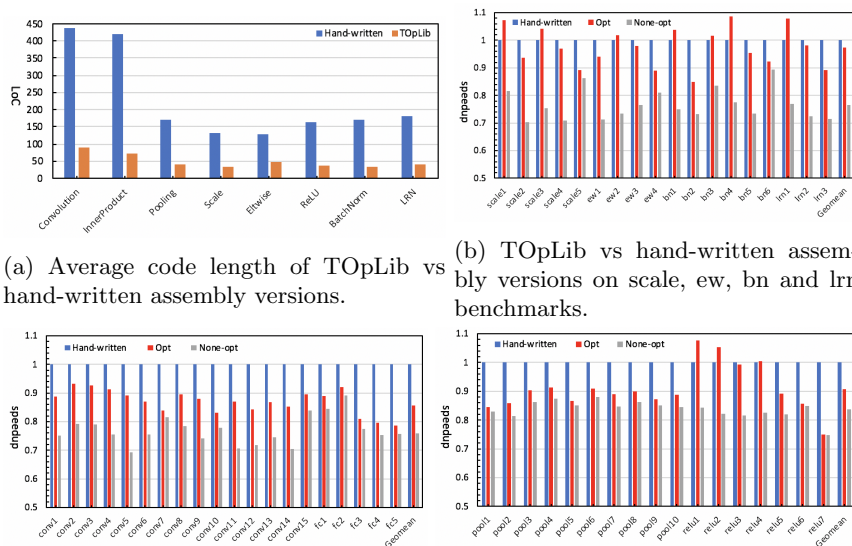 Hand-written TOpLib
450
400
350
300
250
200
150
100
50
0
LoC
Convolution InnerProduct Pooling Scale Eltwise ReLU BatchNorm LRN
(a) Average code length of TOpLib vs
hand-written assembly versions.
Hand-written Opt None-opt
1.1
1
0.9
0.8
0.7
0.6
0.5
speedup
scale1 scale2 scale3 scale4 scale5 ew1 ew2 ew3 ew4 bn1 bn2 bn3 bn4 bn5 bn6 lrn1 lrn2 lrn3 Geomean
(b) TOpLib vs hand-written assem-
bly versions on scale, ew, bn and lrn
benchmarks.
Hand-written Opt None-opt
1.1
1
0.9
0.8
0.7
0.6
0.5
speedup
conv1 conv2 conv3 conv4 conv5 conv6 conv7 conv8 conv9 conv10 conv11 conv12 conv13 conv14 conv15 fc1 fc2 fc3 fc4 fc5 Geomean
Hand-written Opt None-opt
1.1
1
0.9
0.8
0.7
0.6
0.5
speedup
pool1 pool2 pool3 pool4 pool5 pool6 pool7 pool8 pool9 pool10 relu1 relu2 relu3 relu4 relu5 relu6 relu7 Geomean